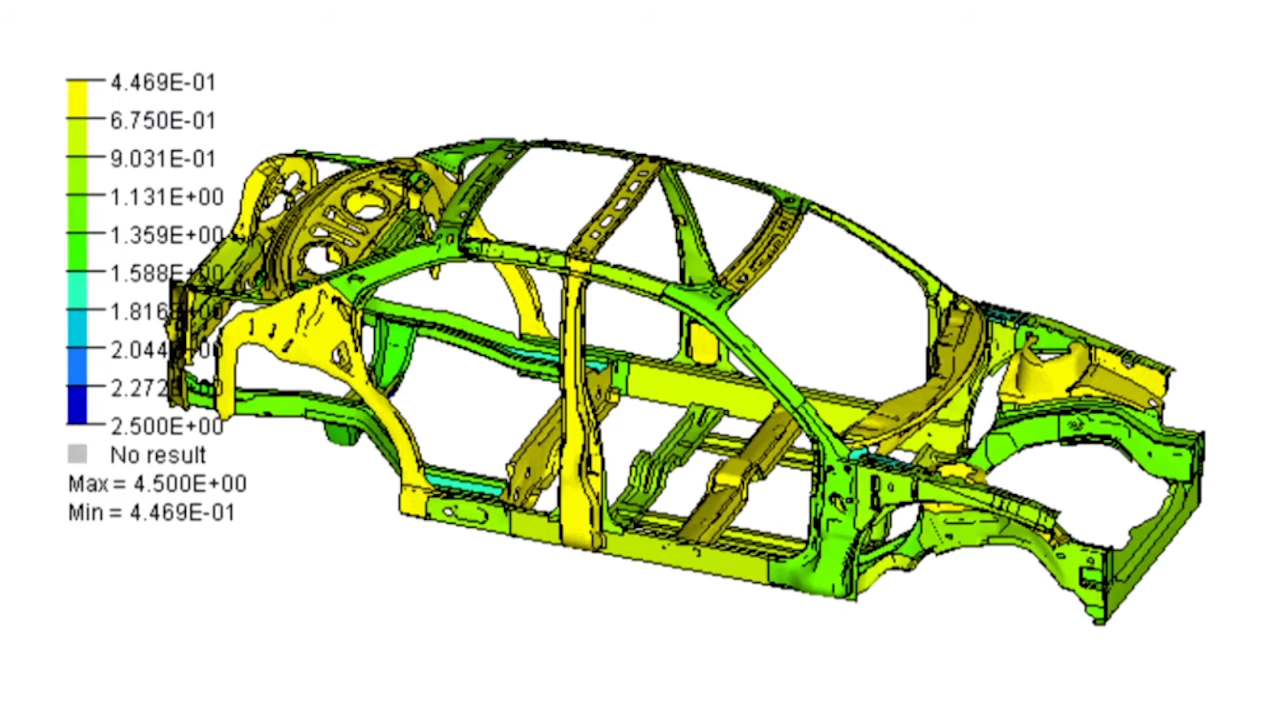 4.469E-01
6.750E-01
9.031E-01
1.131E+00
1.359E+00
1.588E+00
1.816E+00
2.044E+00
2.272
2.500E+00
No result
Max = 4.500E+00
Min = 4.469E-01